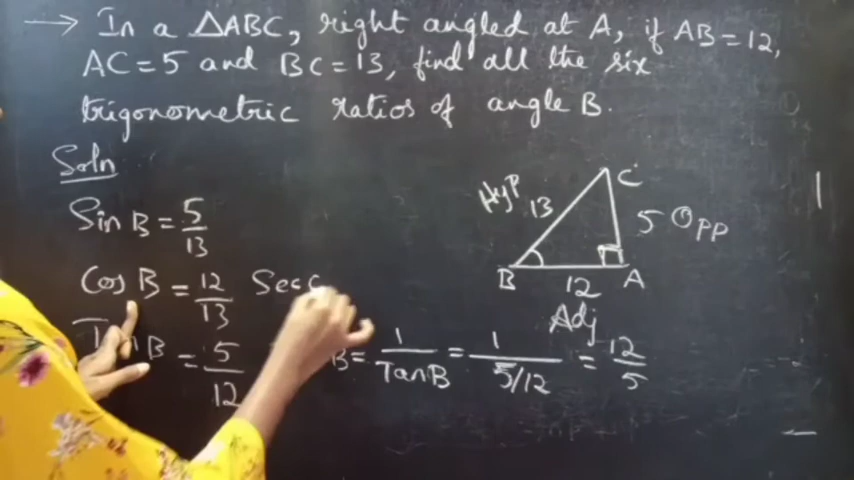 → In a △ABC, right angled at A, if AB = 12,
AC = 5 and BC = 13, find all the six
trigonometric ratios of angle B.
Soln
Sin B = 5/13
Cos B = 12/13 Sec
B = 5/12
B = 1/TanB = 1/5/12 = 12/5
Hyp 13
C
5 Opp
B 12 A
Adj